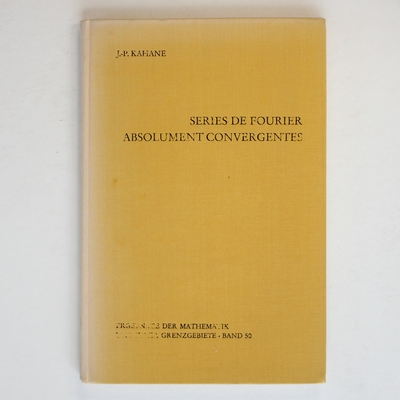 J.-P. KAHANE
SERIES DE FOURIER
ABSOLUMENT CONVERGENTES
DER MATHEMATIK
GRENZGEBIETE · BAND 50